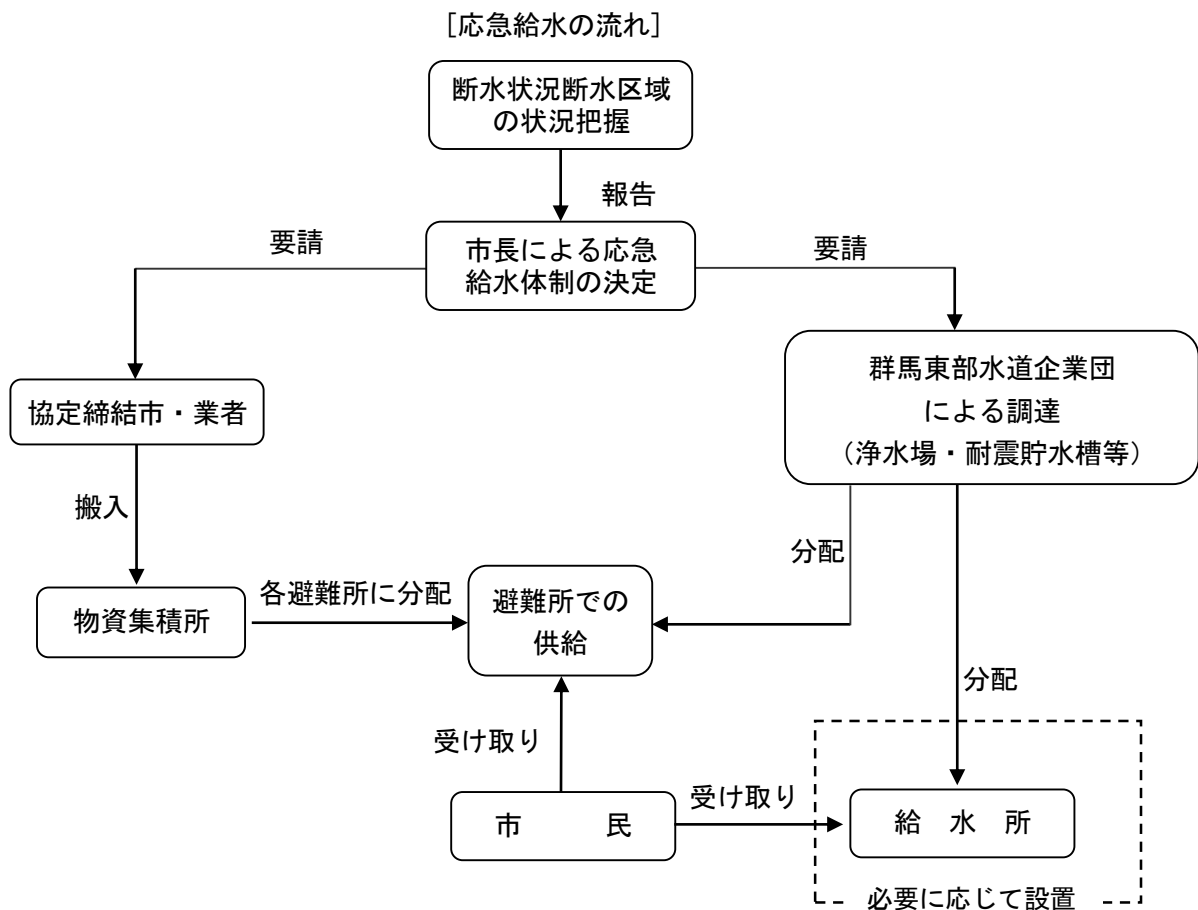 ［応急給水の流れ］
断水状況断水区域
の状況把握
報告
要請
市長による応急
給水体制の決定
要請
群馬東部水道企業団
による調達
（浄水場・耐震貯水槽等）
協定締結市・業者
搬入
分配
物資集積所
各避難所に分配
避難所での
供給
分配
受け取り
市　　民
受け取り
給　水　所
必要に応じて設置